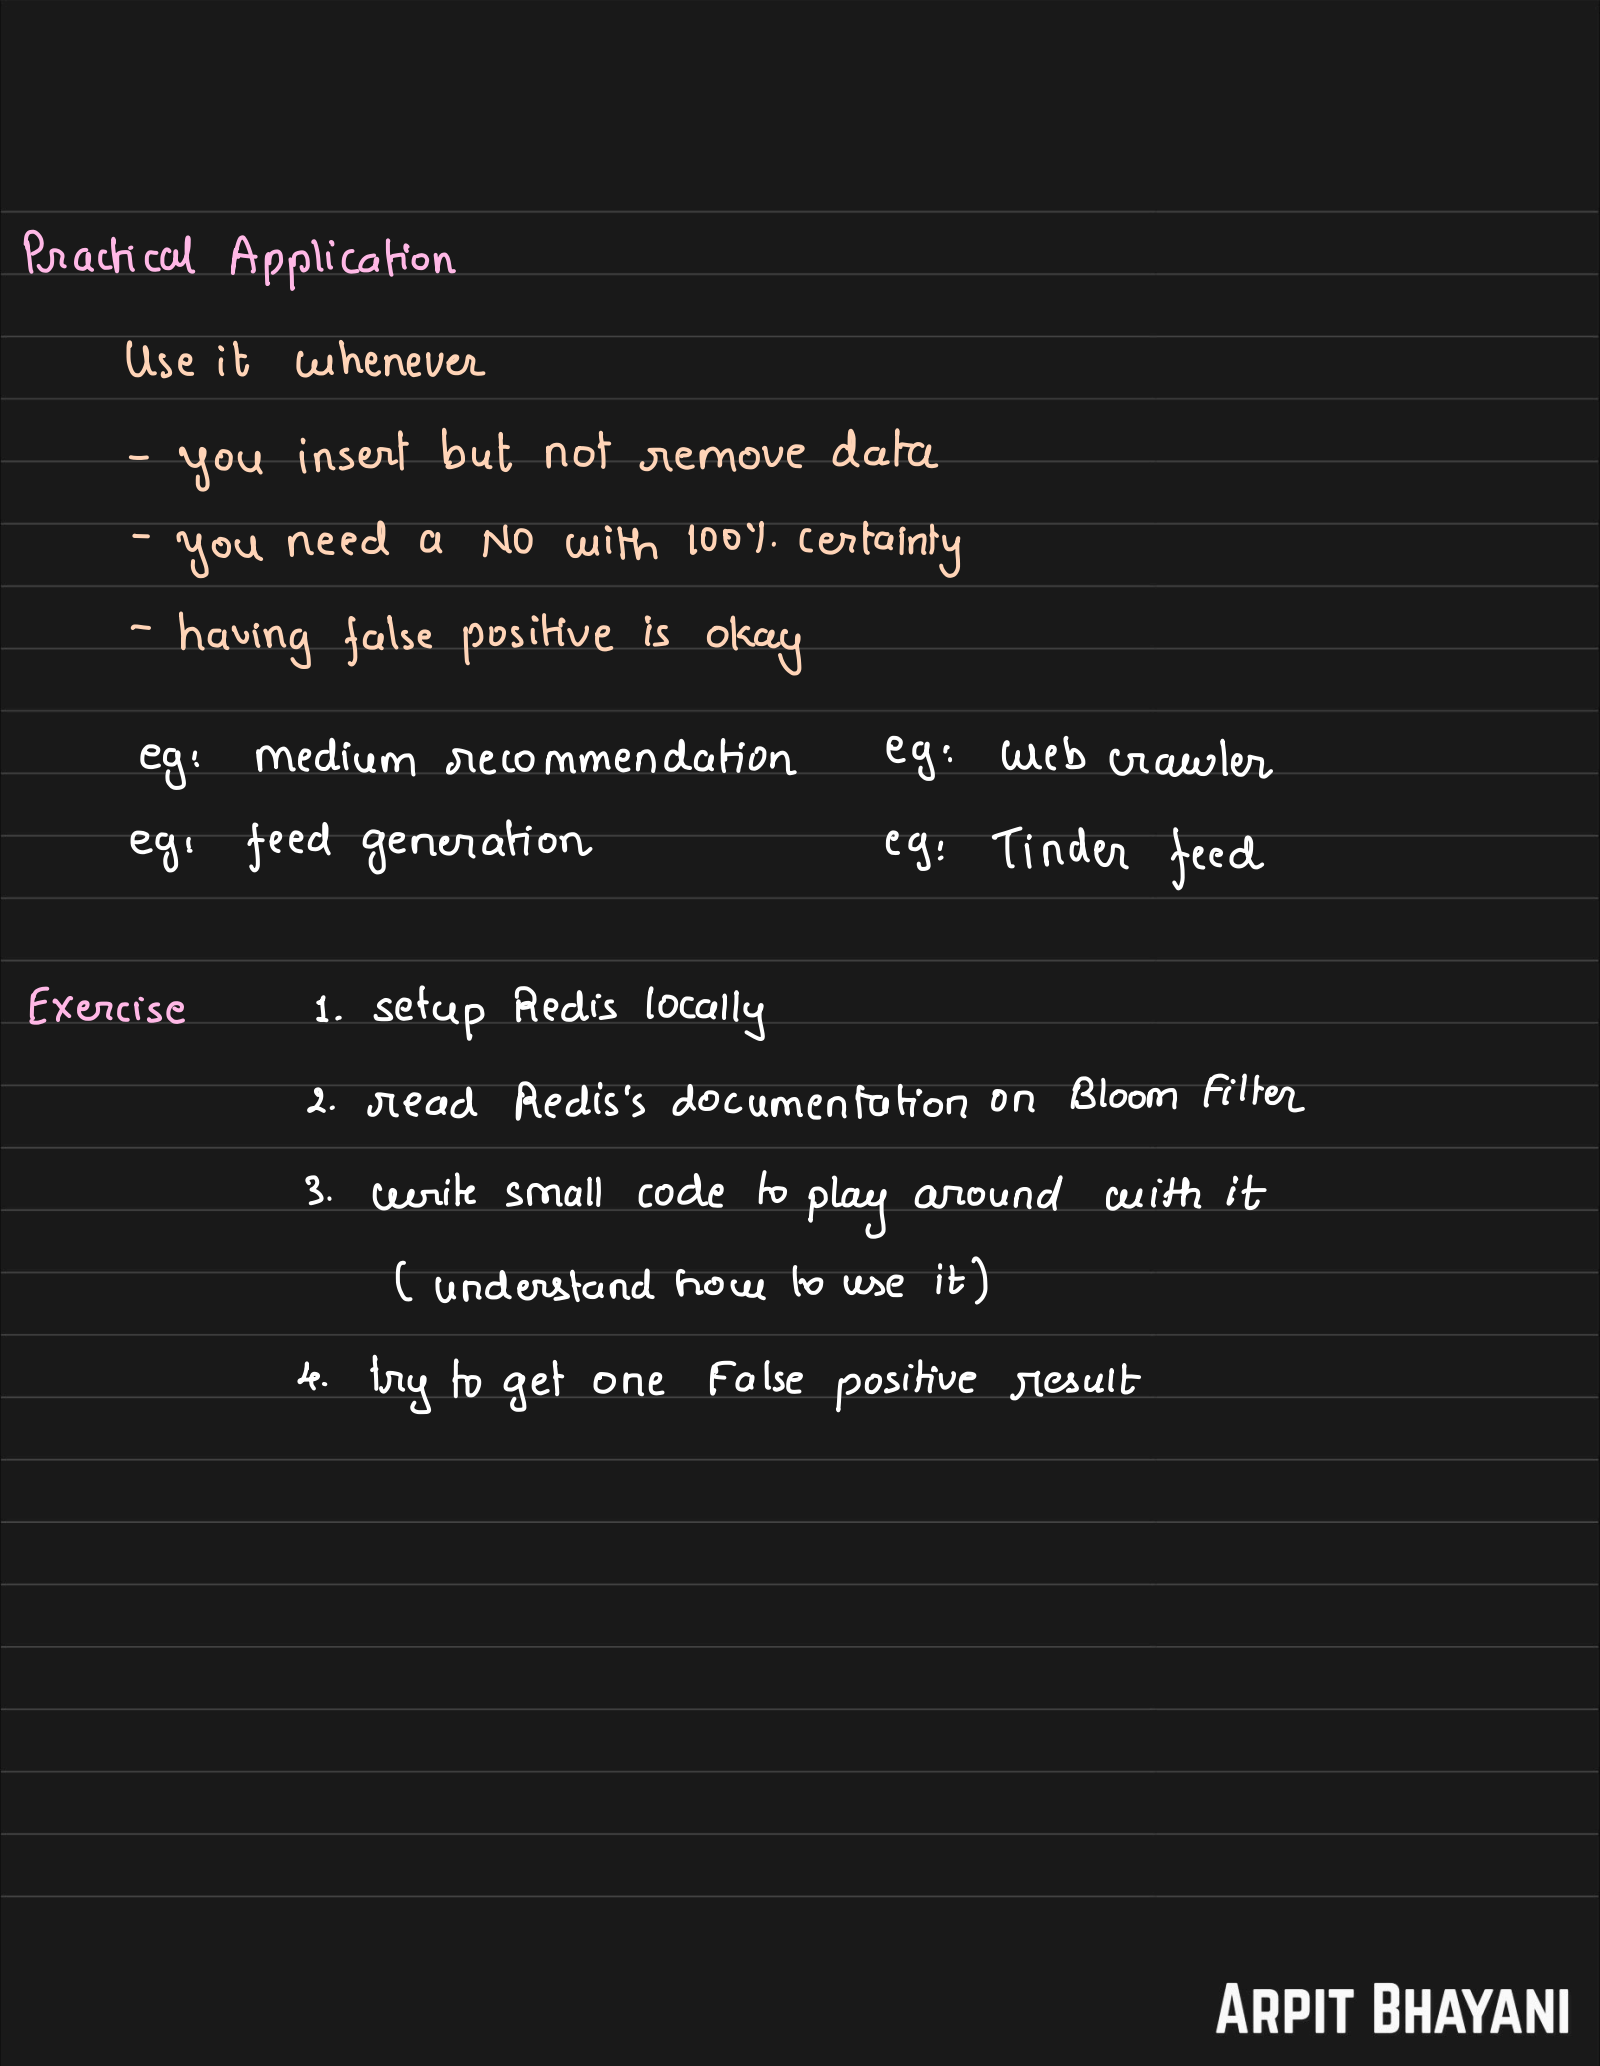 Practical Application
Use it whenever
- you insert but not remove data
- you need a NO with 100% certainty
- having false positive is okay
eg: medium recommendation eg: web crawler
eg: feed generation eg: Tinder feed
Exercise 1. setup Redis locally
2. read Redis's documentation on Bloom Filter
3. write small code to play around with it
(understand how to use it)
4. try to get one False positive result
ARPIT BHAYANI